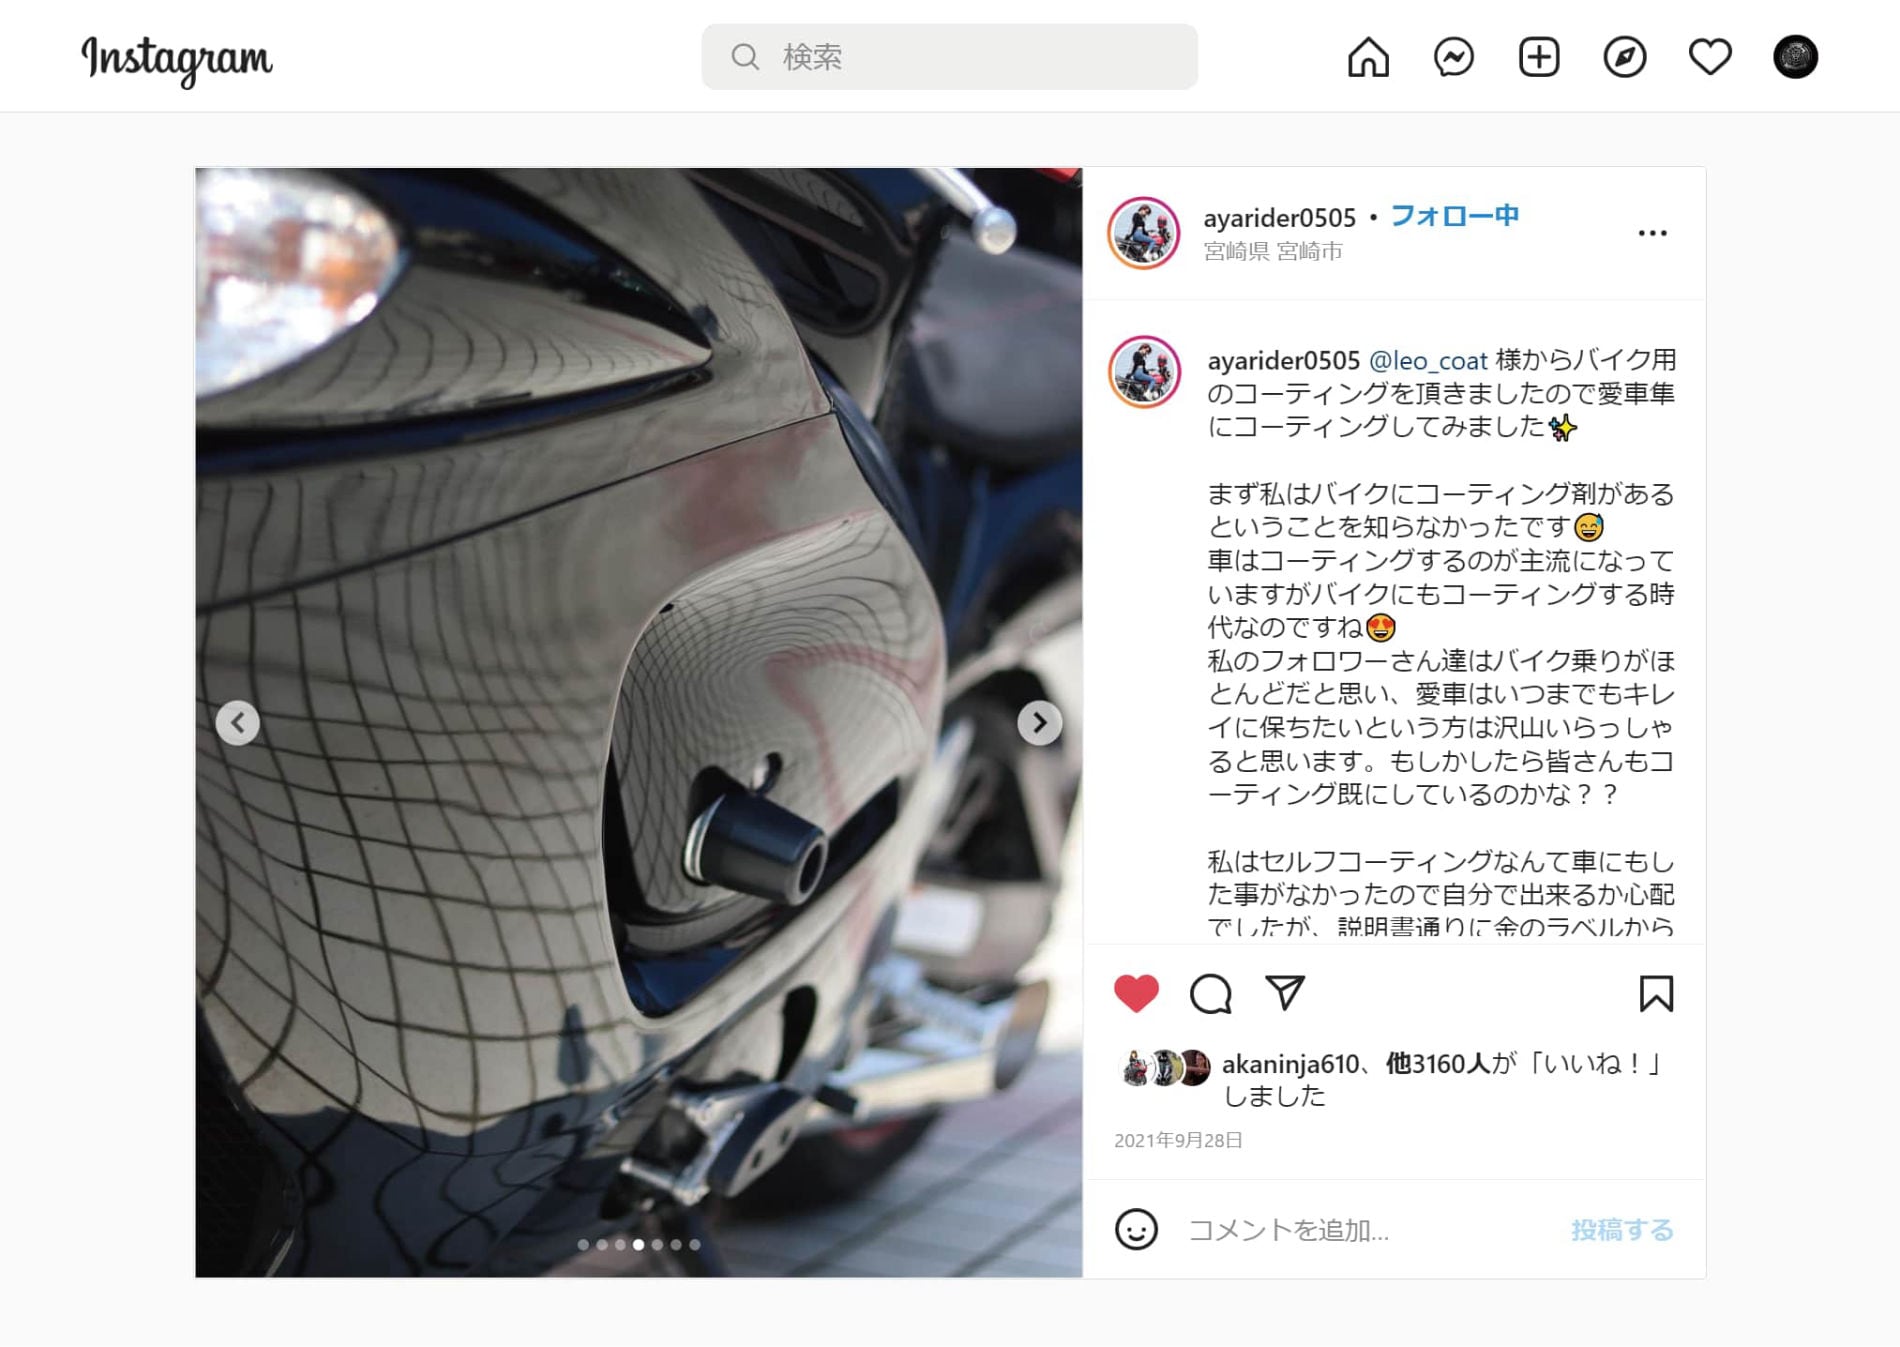 Instagram
検索
ayarider0505 • フォロー中
宮崎県 宮崎市
ayarider0505 @leo_coat 様からバイク用
のコーティングを頂きましたので愛車隼
にコーティングしてみました✨
まず私はバイクにコーティング剤がある
ということを知らなかったです😅
車はコーティングするのが主流になって
いますがバイクにもコーティングする時
代なのですね😍
私のフォロワーさん達はバイク乗りがほ
とんどだと思い、愛車はいつまでもキレ
イに保ちたいという方は沢山いらっしゃ
ると思います。もしかしたら皆さんもコ
ーティング既にしているのかな？？
私はセルフコーティングなんて車にもし
た事がなかったので自分で出来るか心配
でしたが、説明書通りに金のラベルから
akaninja610、他3160人が「いいね！」
しました
2021年9月28日
コメントを追加...
投稿する